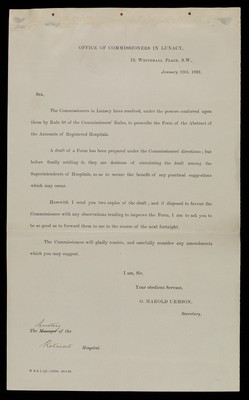 OFFICE OF COMMISSIONERS IN LUNACY,
19, WHITEHALL PLACE, S.W.,
January 1891.
SIR,
The Commissioners in Lunacy have resolved, under the powers conferred upon
them by Rule of the Commissioners' Rules, to prescribe the Form of the Abstract of
the Accounts of Registered Hospitals.
A draft of a Form has been prepared under the Commissioners' directions; but
before finally settling it, they are desirous of circulating the draft among the
Superintendents of Hospitals so as to secure the benefit of any practical suggestions
which may occur.
Herewith I send you two copies of the draft; and if disposed to favour the
Commissioners with any observations tending to improve the Form, I am to ask you to
be so good as to forward them to me in the course of the next fortnight.
The Commissioners will gladly receive, and carefully consider any amendments
which you may suggest.
I am, Sir,
Your obedient Servant,
G. HAROLD URMSON,
Secretary.
The Manager of the
Retreat Hospital.